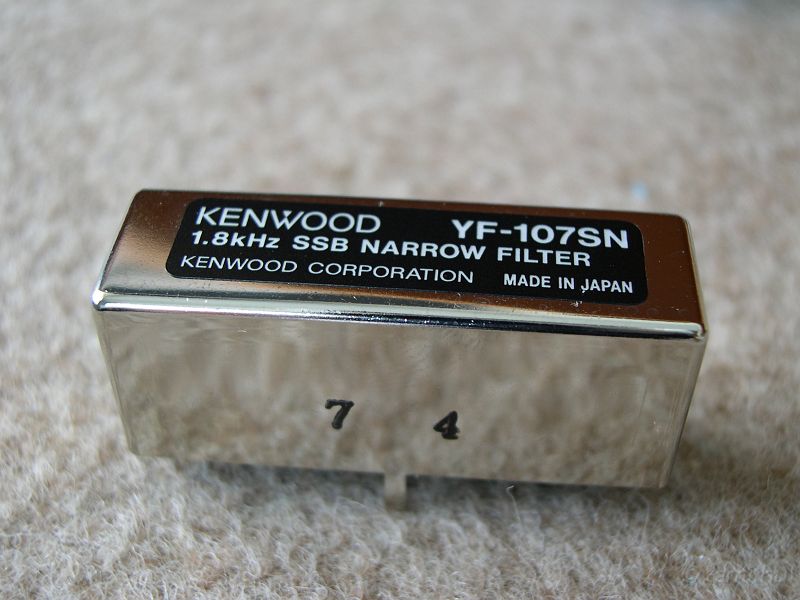 KENWOOD YF-107SN
1.8kHz SSB NARROW FILTER
KENWOOD CORPORATION MADE IN JAPAN
7 4